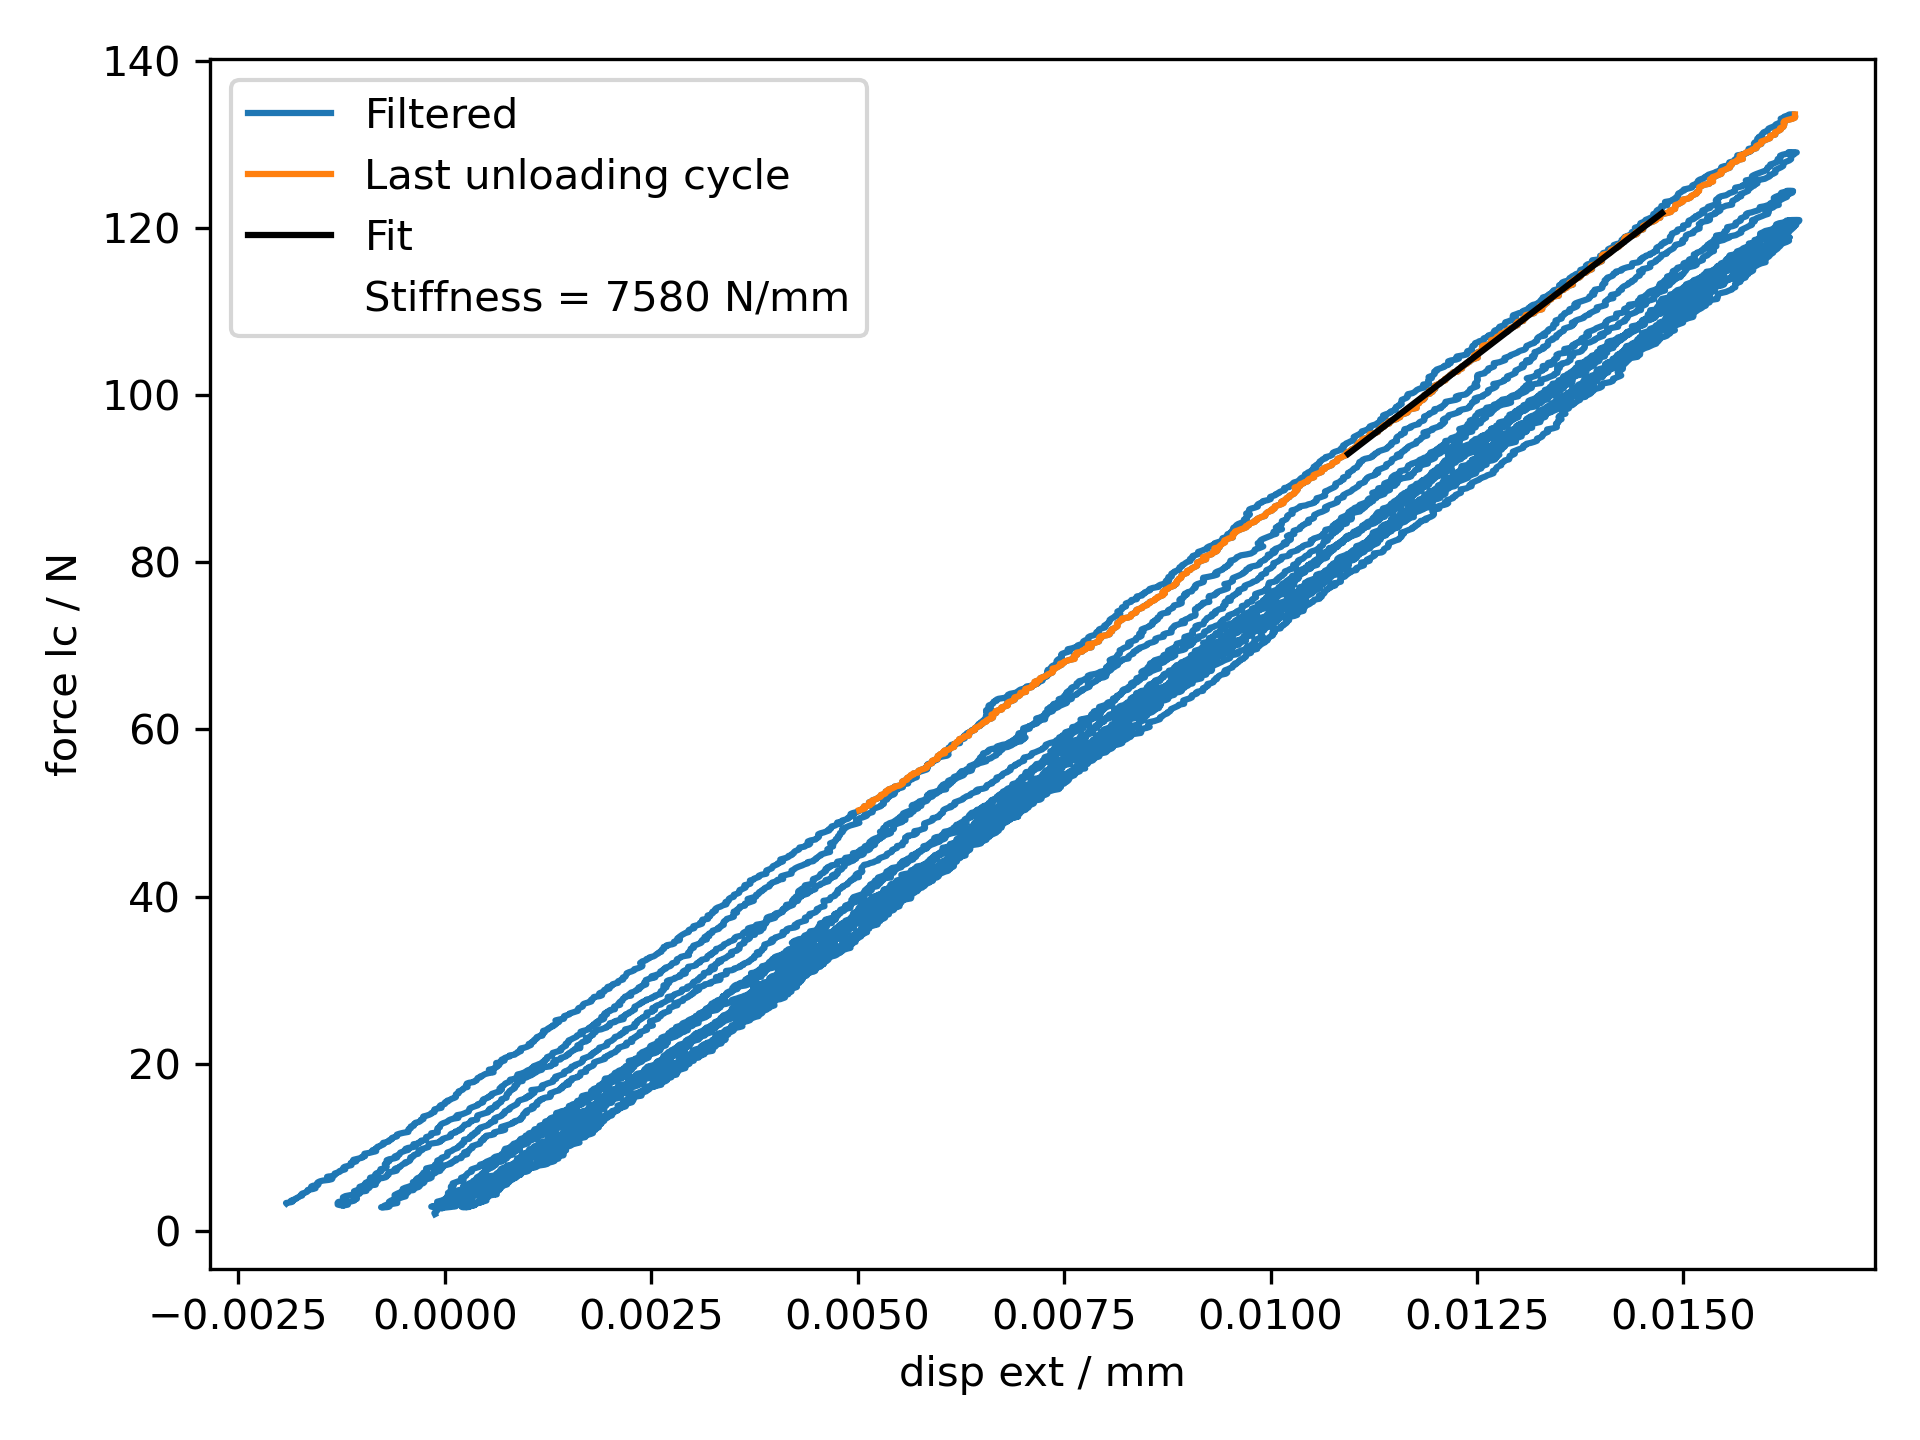 140
120
100
80
60
40
20
0
force lc / N
Filtered
Last unloading cycle
Fit
Stiffness = 7580 N/mm
−0.0025 0.0000 0.0025 0.0050 0.0075 0.0100 0.0125 0.0150
disp ext / mm